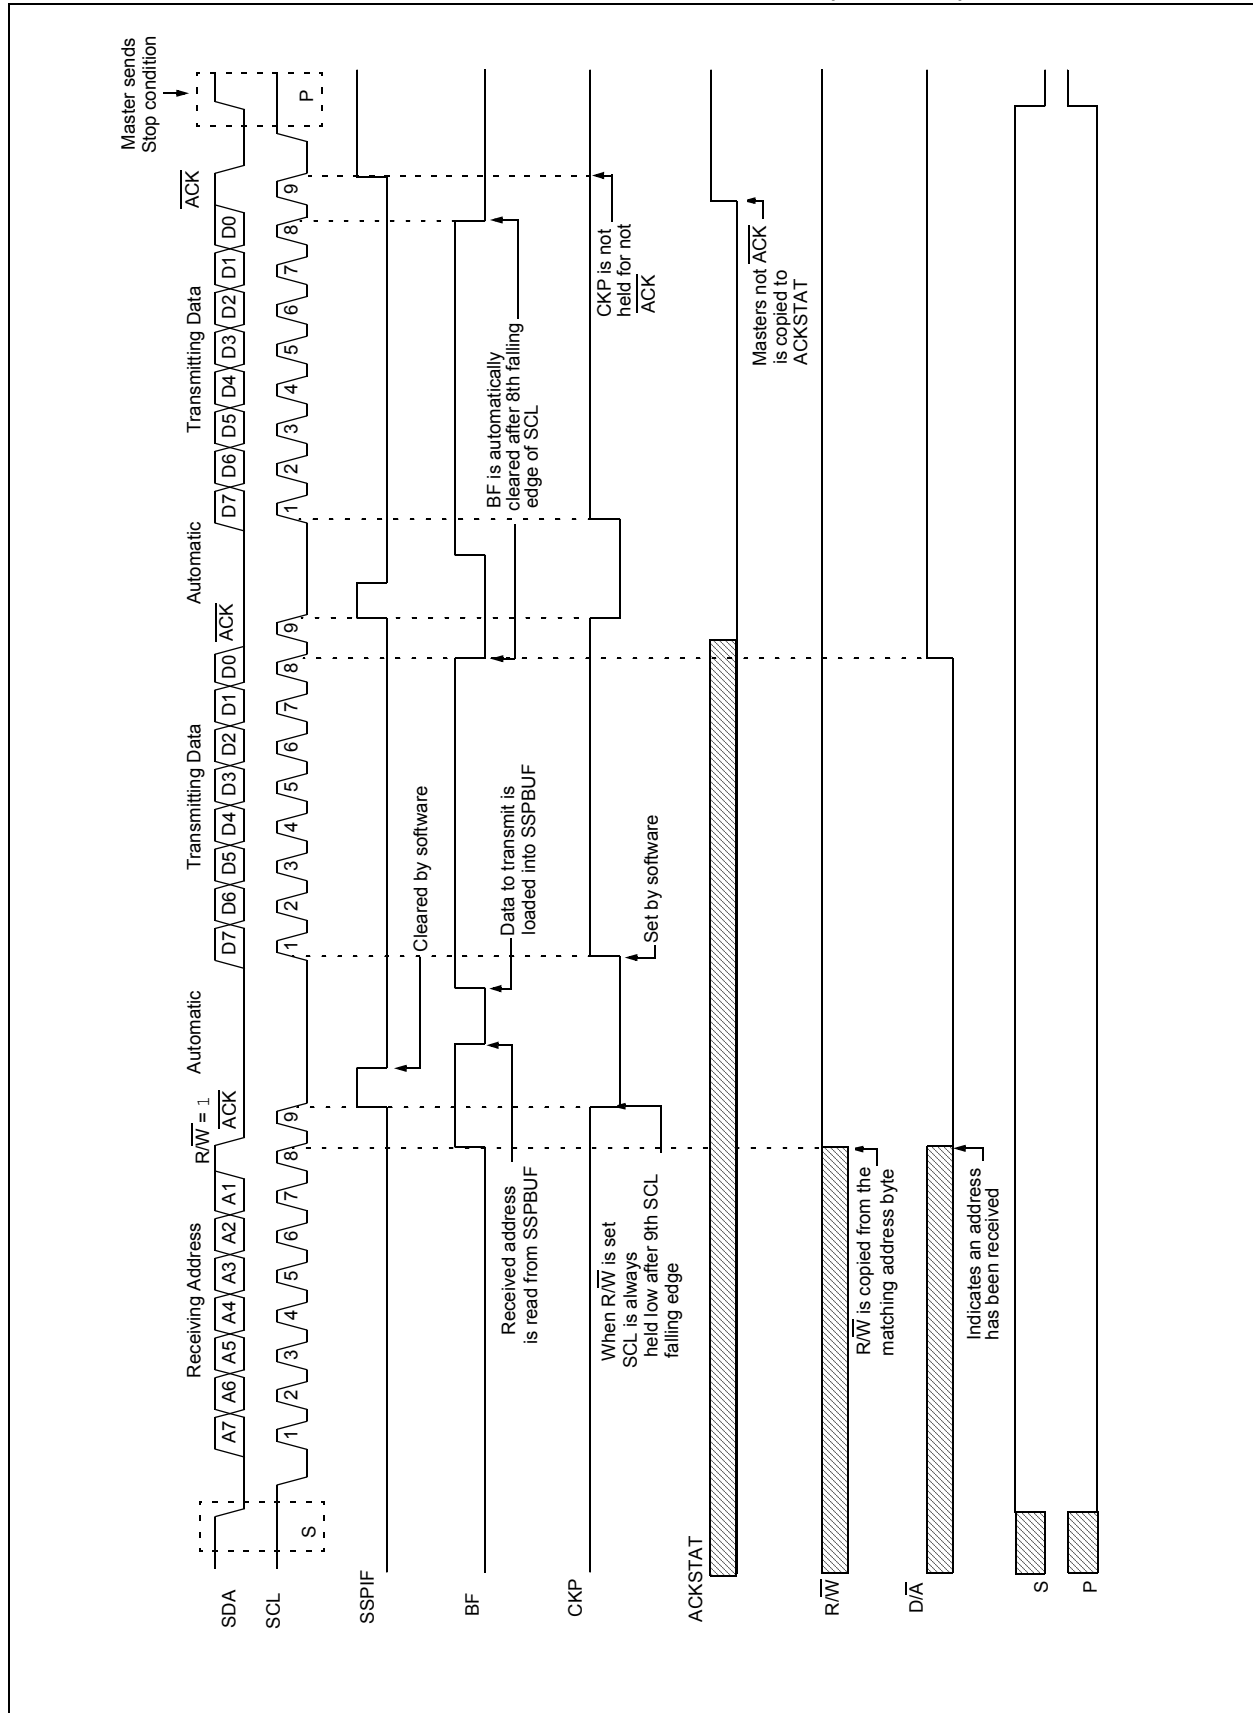 Master sends
Stop condition
Receiving Address
R/W̅ = 1
Automatic
Transmitting Data
Automatic
Transmitting Data
A̅C̅K̅
A̅C̅K̅
A̅C̅K̅
SDA
A7 A6 A5 A4 A3 A2 A1
D7 D6 D5 D4 D3 D2 D1 D0
D7 D6 D5 D4 D3 D2 D1 D0
SCL
S
1 2 3 4 5 6 7 8 9
1 2 3 4 5 6 7 8 9
1 2 3 4 5 6 7 8 9
P
SSPIF
Cleared by software
BF
Received address
is read from SSPBUF
Data to transmit is
loaded into SSPBUF
BF is automatically
cleared after 8th falling
edge of SCL
CKP
When R/W̅ is set
SCL is always
held low after 9th SCL
falling edge
Set by software
CKP is not
held for not
A̅C̅K̅
ACKSTAT
Masters not A̅C̅K̅
is copied to
ACKSTAT
R/W̅
R/W̅ is copied from the
matching address byte
D/A̅
Indicates an address
has been received
S
P